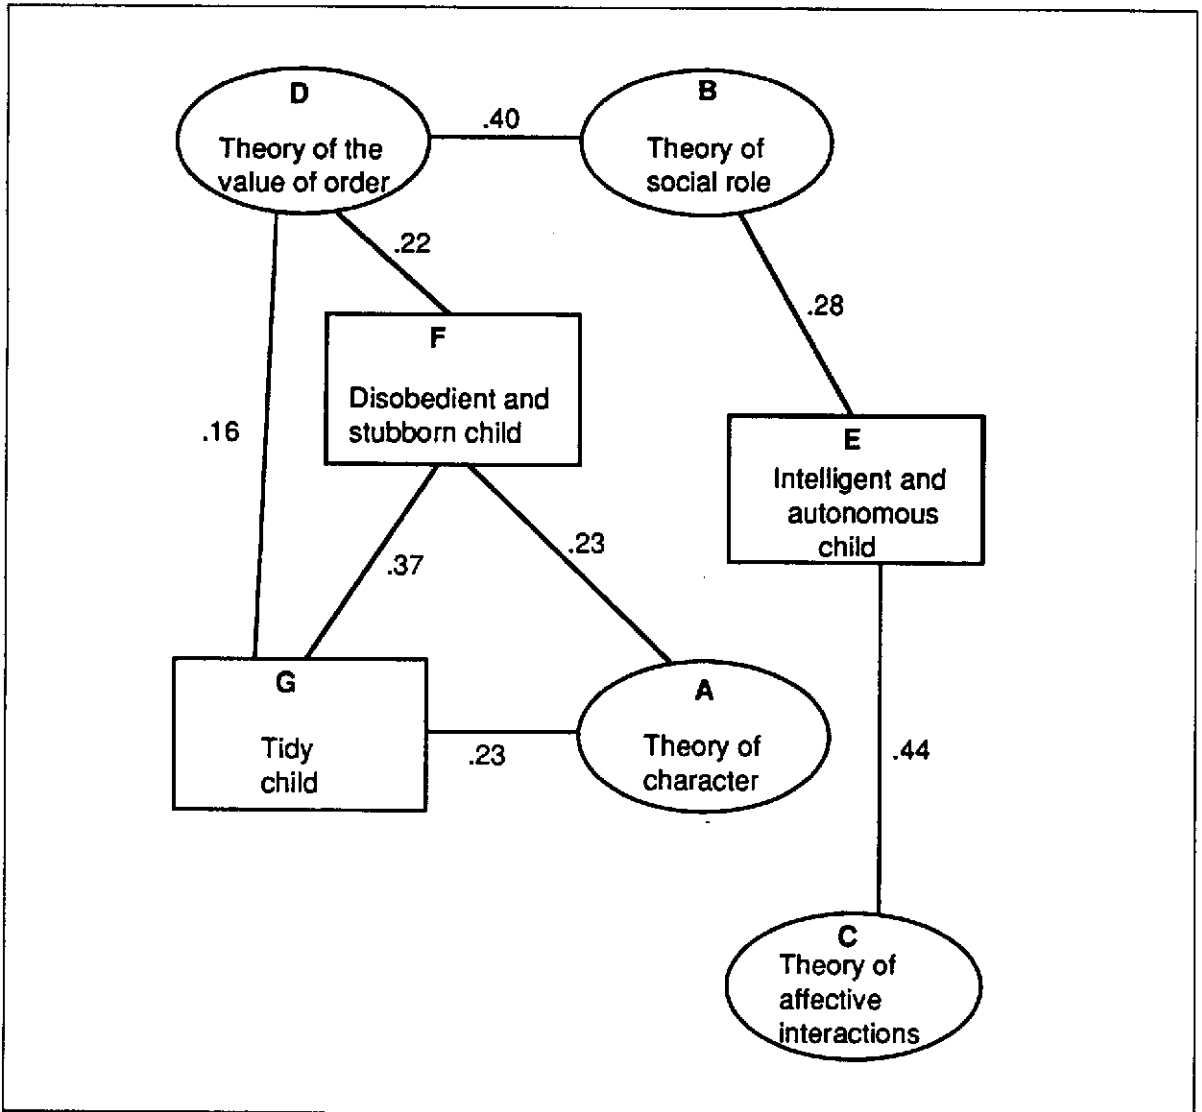 D
Theory of the
value of order
.40
B
Theory of
social role
.22
.28
F
Disobedient and
stubborn child
.16
E
Intelligent and
autonomous
child
.37
.23
G
Tidy
child
.23
A
Theory of
character
.44
C
Theory of
affective
interactions